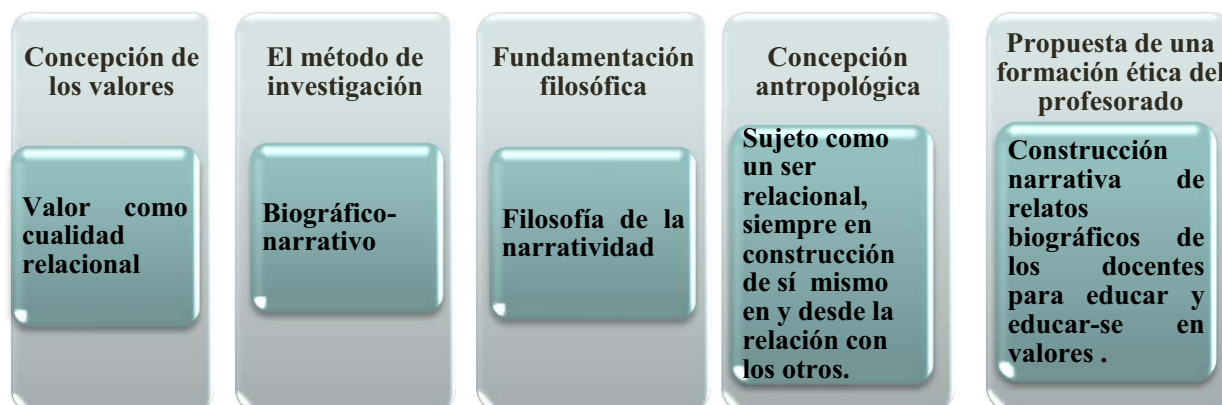 Concepción de
los valores
Valor como
cualidad
relacional
El método de
investigación
Biográfico-
narrativo
Fundamentación
filosófica
Filosofía de la
narratividad
Concepción
antropológica
Sujeto como
un ser
relacional,
siempre en
construcción
de sí mismo
en y desde la
relación con
los otros.
Propuesta de una
formación ética del
profesorado
Construcción
narrativa de
relatos
biográficos de
los docentes
para educar y
educar-se en
valores .